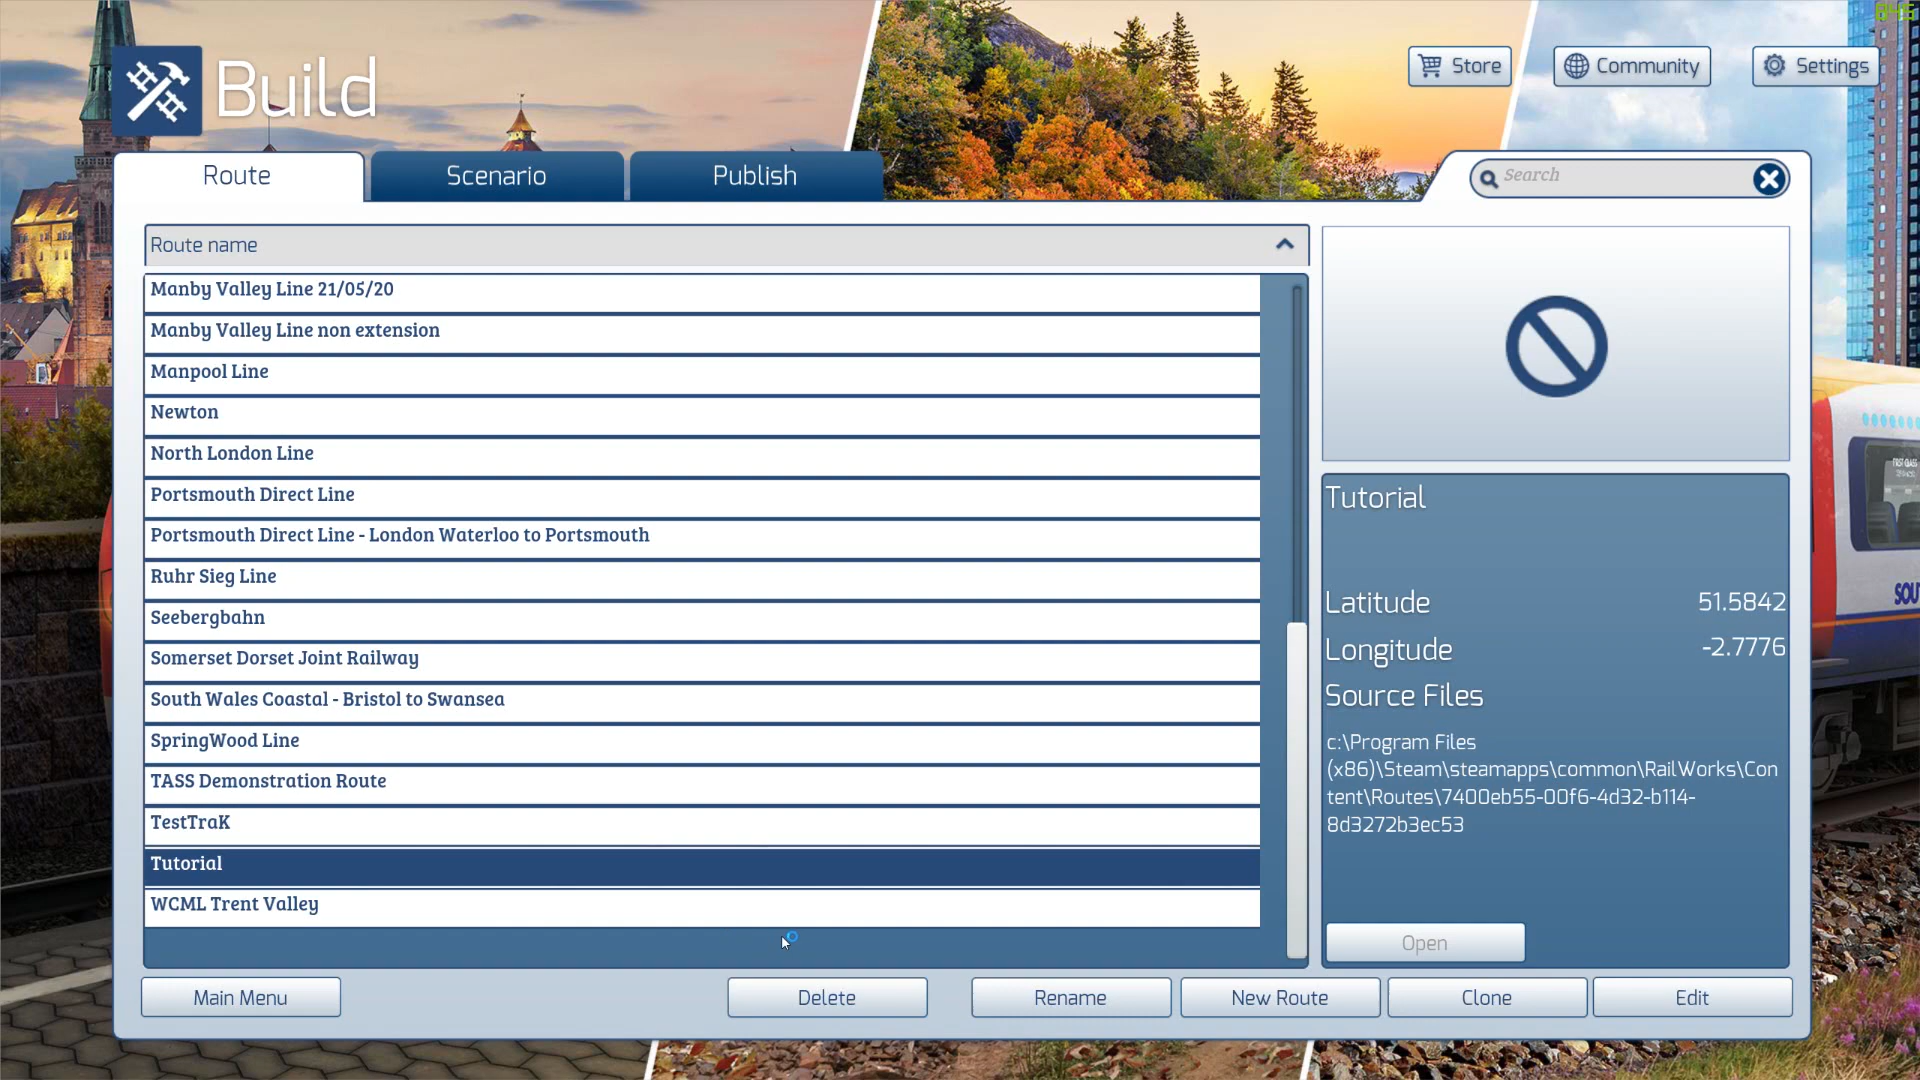 845
Build
Store
Community
Settings
Route
Scenario
Publish
Search
Route name
Manby Valley Line 21/05/20
Manby Valley Line non extension
Manpool Line
Newton
North London Line
Portsmouth Direct Line
Portsmouth Direct Line - London Waterloo to Portsmouth
Ruhr Sieg Line
Seebergbahn
Somerset Dorset Joint Railway
South Wales Coastal - Bristol to Swansea
SpringWood Line
TASS Demonstration Route
TestTraK
Tutorial
WCML Trent Valley
Tutorial
Latitude 51.5842
Longitude -2.7776
Source Files
c:\Program Files
(x86)\Steam\steamapps\common\RailWorks\Con
tent\Routes\7400eb55-00f6-4d32-b114-
8d3272b3ec53
Open
FIRST CLASS
SOU
Main Menu
Delete
Rename
New Route
Clone
Edit